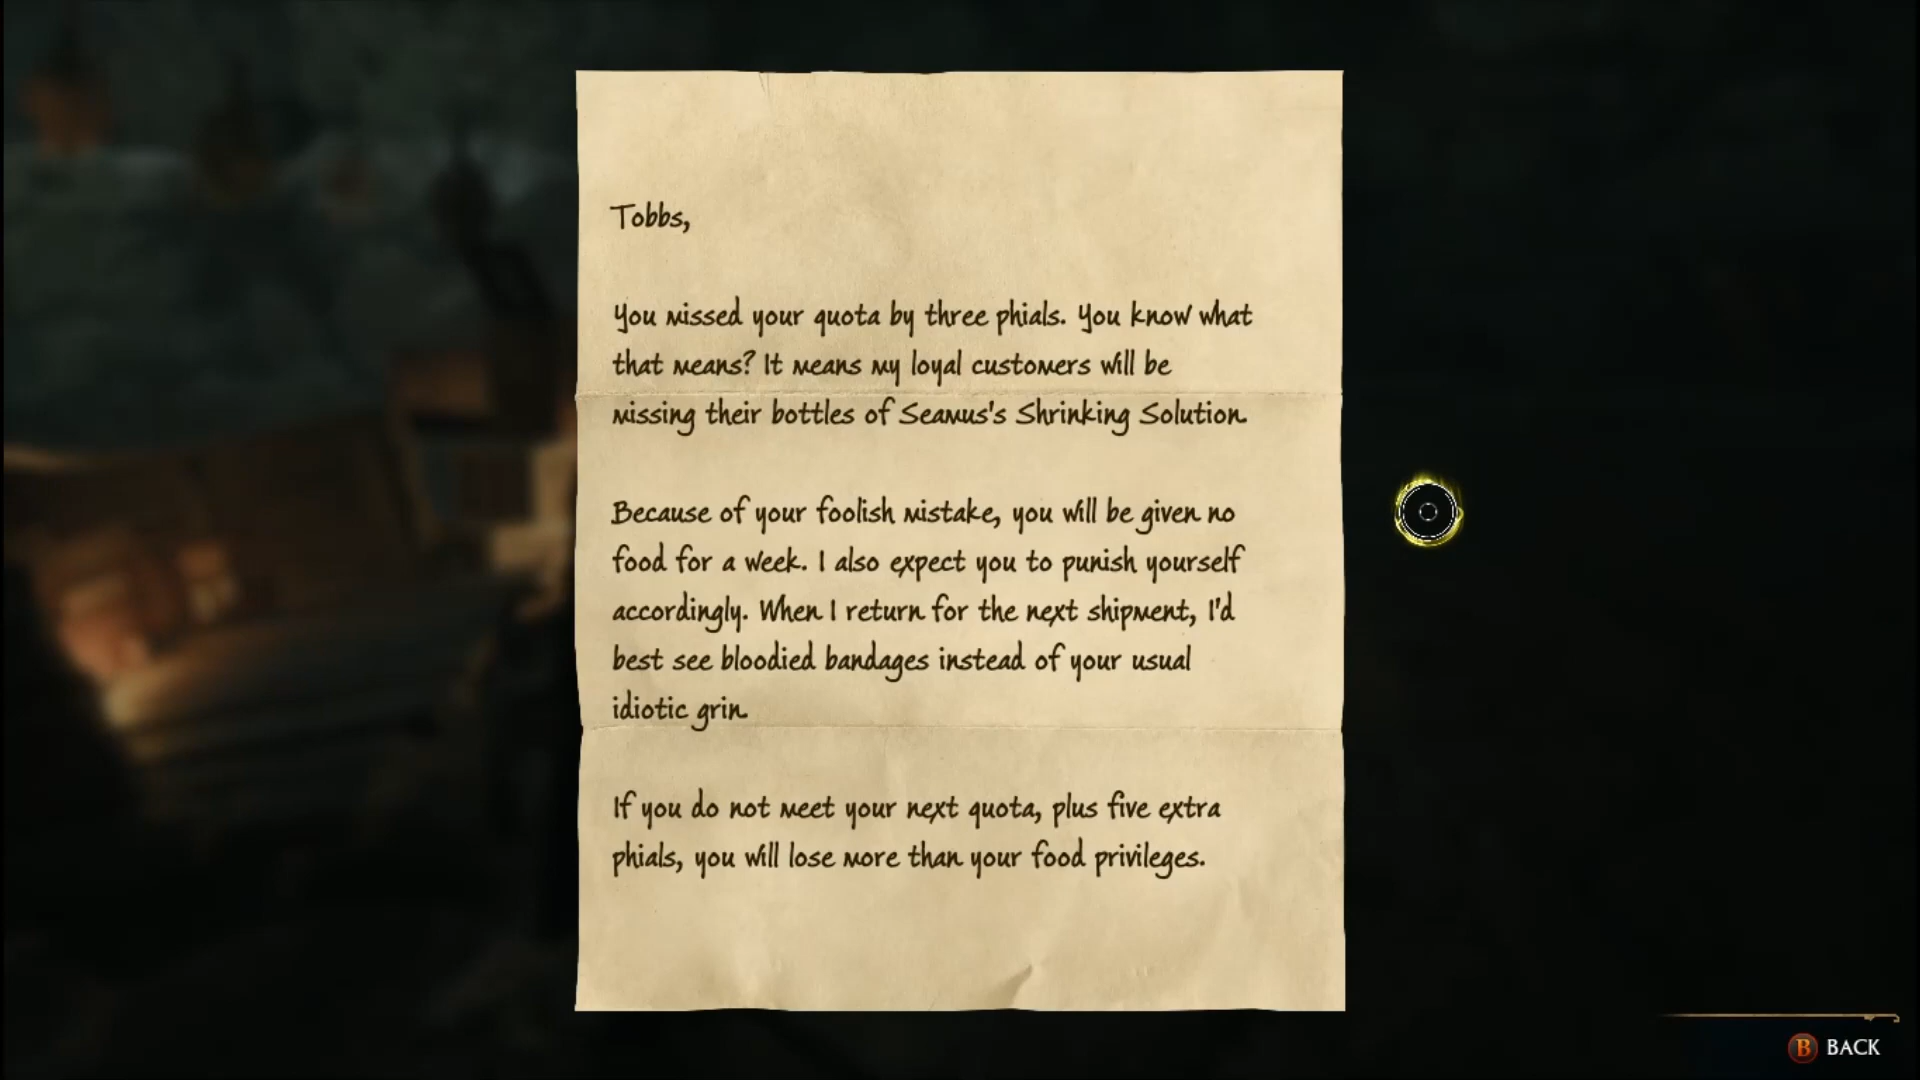 Tobbs,
You missed your quota by three phials. You know what
that means? It means my loyal customers will be
missing their bottles of Seamus's Shrinking Solution.
Because of your foolish mistake, you will be given no
food for a week. I also expect you to punish yourself
accordingly. When I return for the next shipment, I'd
best see bloodied bandages instead of your usual
idiotic grin.
If you do not meet your next quota, plus five extra
phials, you will lose more than your food privileges.
B BACK